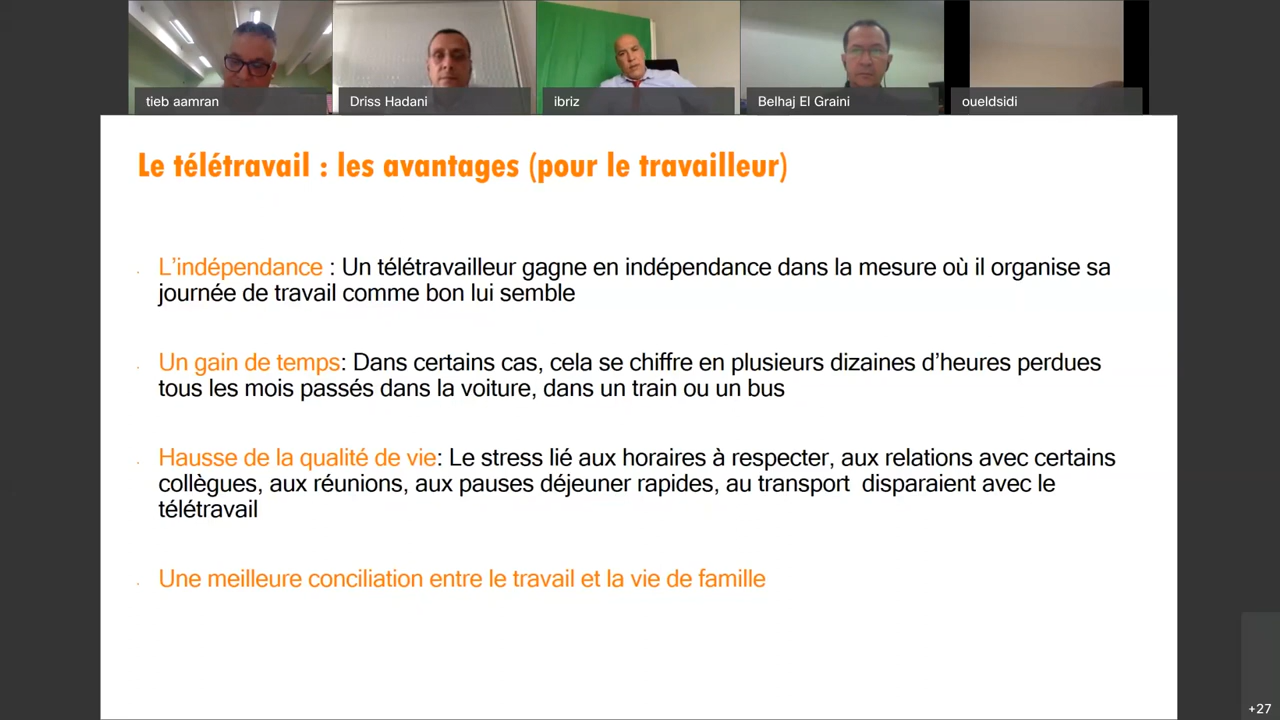 tieb aamran
Driss Hadani
ibriz
Belhaj El Graini
oueldsidi
Le télétravail : les avantages (pour le travailleur)
L’indépendance : Un télétravailleur gagne en indépendance dans la mesure où il organise sa
journée de travail comme bon lui semble
Un gain de temps: Dans certains cas, cela se chiffre en plusieurs dizaines d’heures perdues
tous les mois passés dans la voiture, dans un train ou un bus
Hausse de la qualité de vie: Le stress lié aux horaires à respecter, aux relations avec certains
collègues, aux réunions, aux pauses déjeuner rapides, au transport disparaient avec le
télétravail
Une meilleure conciliation entre le travail et la vie de famille
+27